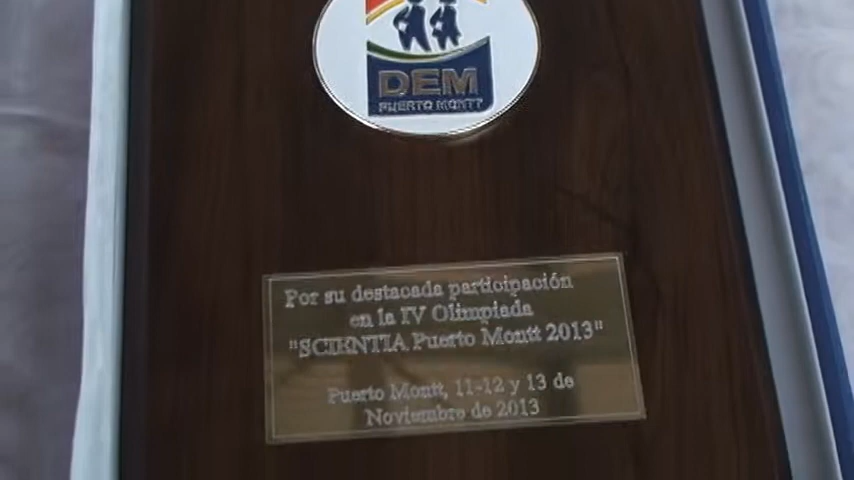 DEM
PUERTO MONTT
Por su destacada participación
en la IV Olimpiada
"SCIENTIA Puerto Montt 2013"
Puerto Montt, 11-12 y 13 de
Noviembre de 2013